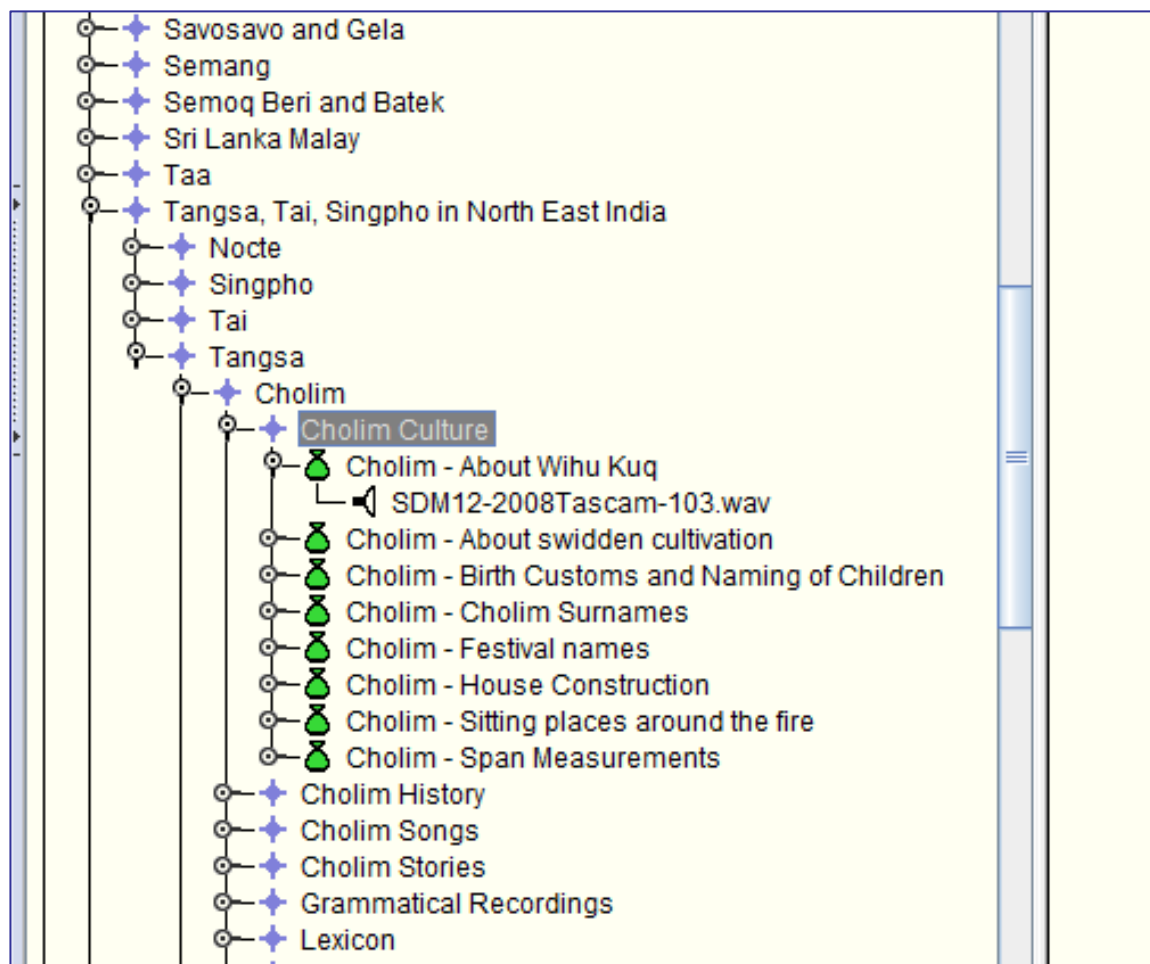 Savosavo and Gela
Semang
Semoq Beri and Batek
Sri Lanka Malay
Taa
Tangsa, Tai, Singpho in North East India
Nocte
Singpho
Tai
Tangsa
Cholim
Cholim Culture
Cholim - About Wihu Kuq
SDM12-2008Tascam-103.wav
Cholim - About swidden cultivation
Cholim - Birth Customs and Naming of Children
Cholim - Cholim Surnames
Cholim - Festival names
Cholim - House Construction
Cholim - Sitting places around the fire
Cholim - Span Measurements
Cholim History
Cholim Songs
Cholim Stories
Grammatical Recordings
Lexicon